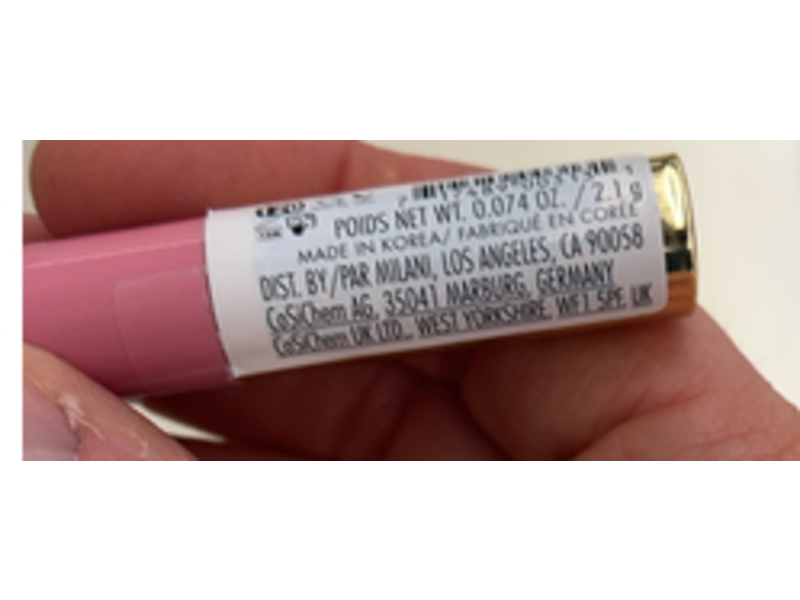 POIDS NET WT. 0.074 OZ. / 2.1 g
MADE IN KOREA/ FABRIQUÉ EN CORÉE
DIST. BY/PAR MILANI, LOS ANGELES, CA 90058
CoSiChem AG, 35041 MARBURG, GERMANY
CoSiChem UK LTD., WEST YORKSHIRE, WF1 5PF, UK